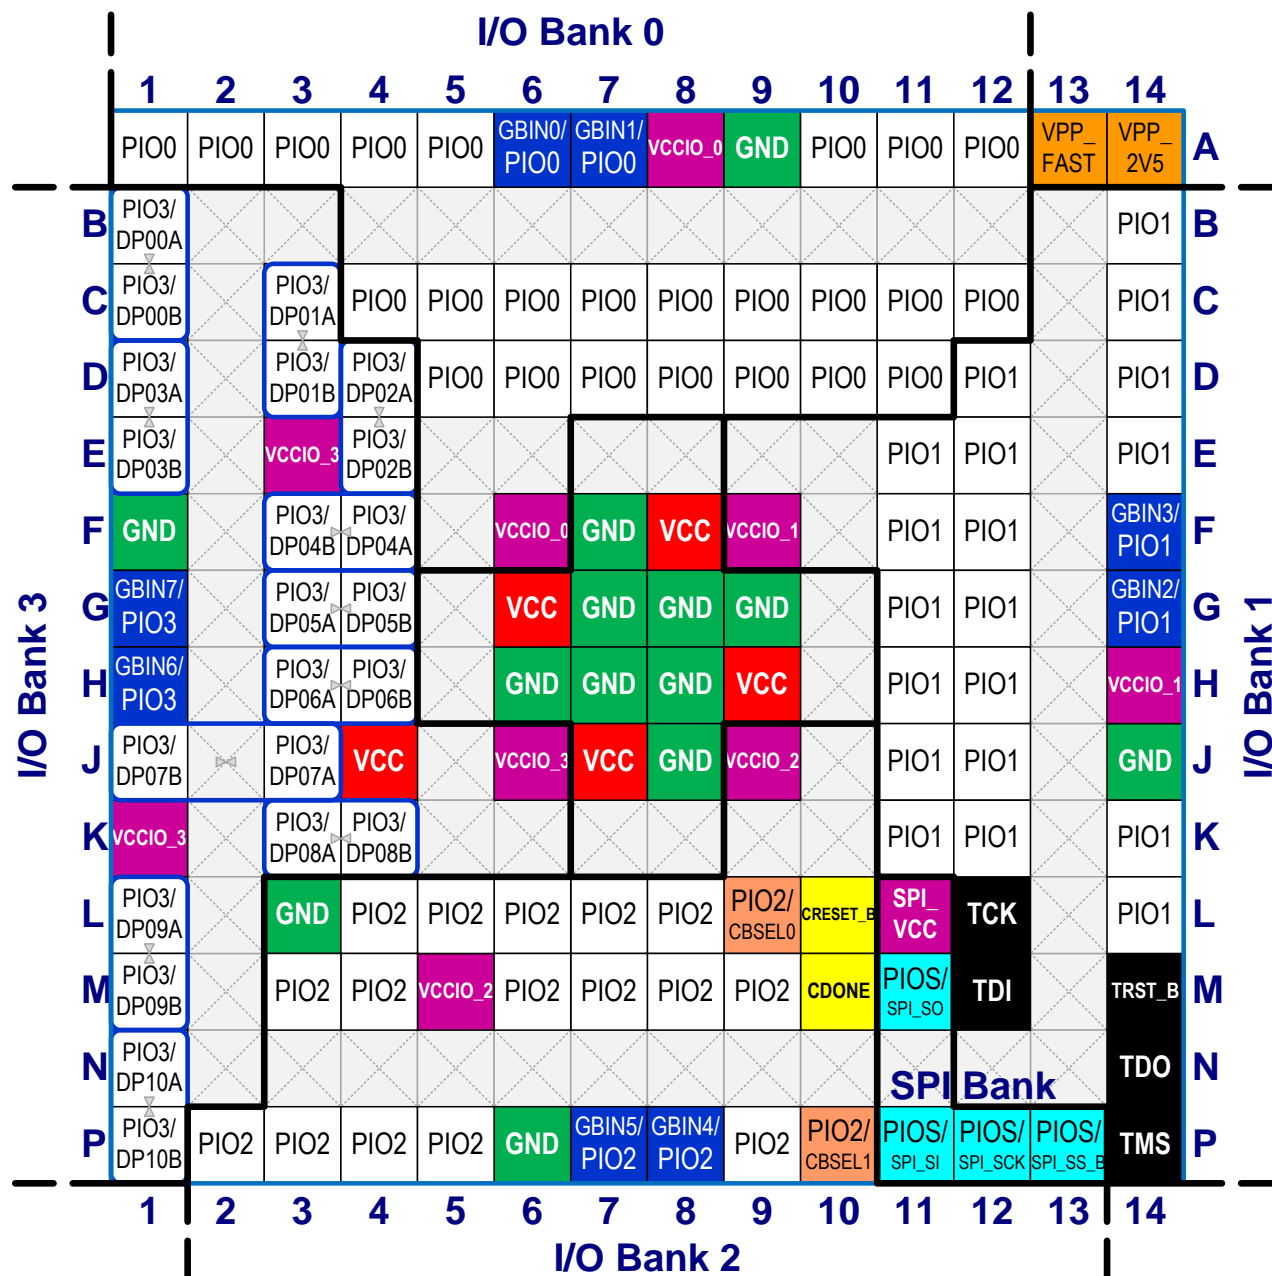 I/O Bank 0
1 2 3 4 5 6 7 8 9 10 11 12 13 14
PIO0 PIO0 PIO0 PIO0 PIO0 GBIN0/ PIO0 GBIN1/ PIO0 VCCIO_0 GND PIO0 PIO0 PIO0 VPP_ FAST VPP_ 2V5 A
B PIO3/ DP00A PIO1 B
C PIO3/ DP00B PIO3/ DP01A PIO0 PIO0 PIO0 PIO0 PIO0 PIO0 PIO0 PIO0 PIO0 PIO1 C
D PIO3/ DP03A PIO3/ DP01B PIO3/ DP02A PIO0 PIO0 PIO0 PIO0 PIO0 PIO0 PIO0 PIO1 PIO1 D
E PIO3/ DP03B VCCIO_3 PIO3/ DP02B PIO1 PIO1 PIO1 E
F GND PIO3/ DP04B PIO3/ DP04A VCCIO_0 GND VCC VCCIO_1 PIO1 PIO1 GBIN3/ PIO1 F
G GBIN7/ PIO3 PIO3/ DP05A PIO3/ DP05B VCC GND GND GND PIO1 PIO1 GBIN2/ PIO1 G
H GBIN6/ PIO3 PIO3/ DP06A PIO3/ DP06B GND GND GND VCC PIO1 PIO1 VCCIO_1 H
J PIO3/ DP07B PIO3/ DP07A VCC VCCIO_3 VCC GND VCCIO_2 PIO1 PIO1 GND J
K VCCIO_3 PIO3/ DP08A PIO3/ DP08B PIO1 PIO1 PIO1 K
L PIO3/ DP09A GND PIO2 PIO2 PIO2 PIO2 PIO2 PIO2/ CBSEL0 CRESET_B SPI_ VCC TCK PIO1 L
M PIO3/ DP09B PIO2 PIO2 VCCIO_2 PIO2 PIO2 PIO2 PIO2 CDONE PIOS/ SPI_SO TDI TRST_B M
N PIO3/ DP10A SPI Bank TDO N
P PIO3/ DP10B PIO2 PIO2 PIO2 PIO2 GND GBIN5/ PIO2 GBIN4/ PIO2 PIO2 PIO2/ CBSEL1 PIOS/ SPI_SI PIOS/ SPI_SCK PIOS/ SPI_SS_B TMS P
1 2 3 4 5 6 7 8 9 10 11 12 13 14
I/O Bank 2
I/O Bank 3
I/O Bank 1